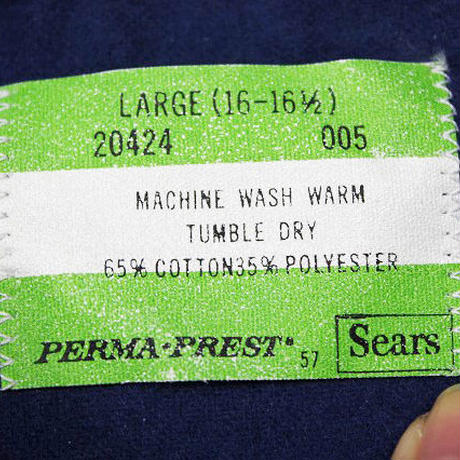 LARGE (16-16½)
20424 005
MACHINE WASH WARM
TUMBLE DRY
65% COTTON35% POLYESTER
PERMA·PREST® 57 Sears